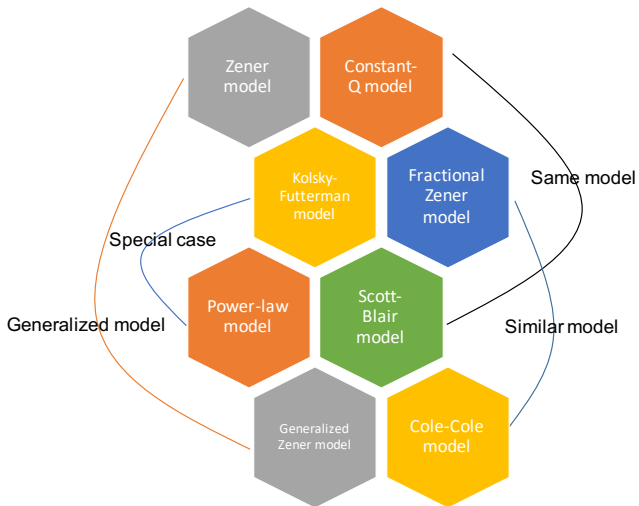 Zener
model
Constant-
Q model
Kolsky-
Futterman
model
Fractional
Zener
model
Same model
Special case
Power-law
model
Scott-
Blair
model
Generalized model
Similar model
Generalized
Zener model
Cole-Cole
model